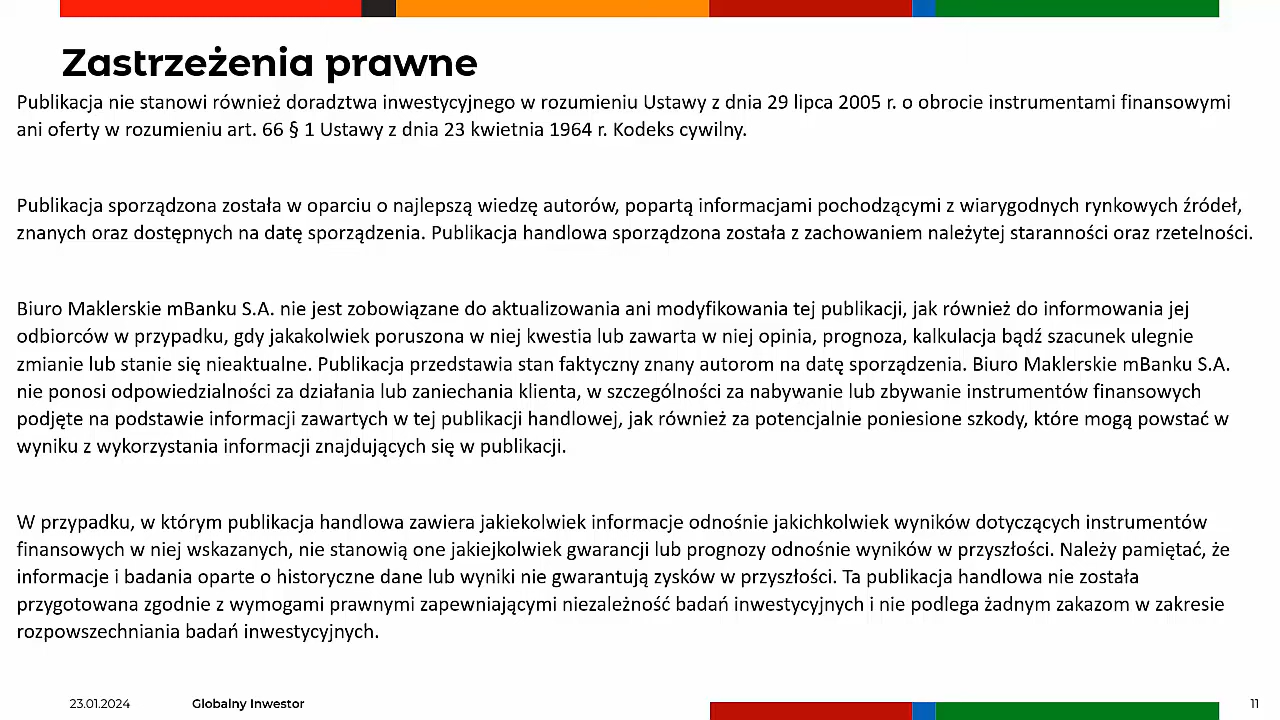 Zastrzeżenia prawne
Publikacja nie stanowi również doradztwa inwestycyjnego w rozumieniu Ustawy z dnia 29 lipca 2005 r. o obrocie instrumentami finansowymi
ani oferty w rozumieniu art. 66 § 1 Ustawy z dnia 23 kwietnia 1964 r. Kodeks cywilny.
Publikacja sporządzona została w oparciu o najlepszą wiedzę autorów, popartą informacjami pochodzącymi z wiarygodnych rynkowych źródeł,
znanych oraz dostępnych na datę sporządzenia. Publikacja handlowa sporządzona została z zachowaniem należytej staranności oraz rzetelności.
Biuro Maklerskie mBanku S.A. nie jest zobowiązane do aktualizowania ani modyfikowania tej publikacji, jak również do informowania jej
odbiorców w przypadku, gdy jakakolwiek poruszona w niej kwestia lub zawarta w niej opinia, prognoza, kalkulacja bądź szacunek ulegnie
zmianie lub stanie się nieaktualne. Publikacja przedstawia stan faktyczny znany autorom na datę sporządzenia. Biuro Maklerskie mBanku S.A.
nie ponosi odpowiedzialności za działania lub zaniechania klienta, w szczególności za nabywanie lub zbywanie instrumentów finansowych
podjęte na podstawie informacji zawartych w tej publikacji handlowej, jak również za potencjalnie poniesione szkody, które mogą powstać w
wyniku z wykorzystania informacji znajdujących się w publikacji.
W przypadku, w którym publikacja handlowa zawiera jakiekolwiek informacje odnośnie jakichkolwiek wyników dotyczących instrumentów
finansowych w niej wskazanych, nie stanowią one jakiejkolwiek gwarancji lub prognozy odnośnie wyników w przyszłości. Należy pamiętać, że
informacje i badania oparte o historyczne dane lub wyniki nie gwarantują zysków w przyszłości. Ta publikacja handlowa nie została
przygotowana zgodnie z wymogami prawnymi zapewniającymi niezależność badań inwestycyjnych i nie podlega żadnym zakazom w zakresie
rozpowszechniania badań inwestycyjnych.
23.01.2024 Globalny Inwestor 11